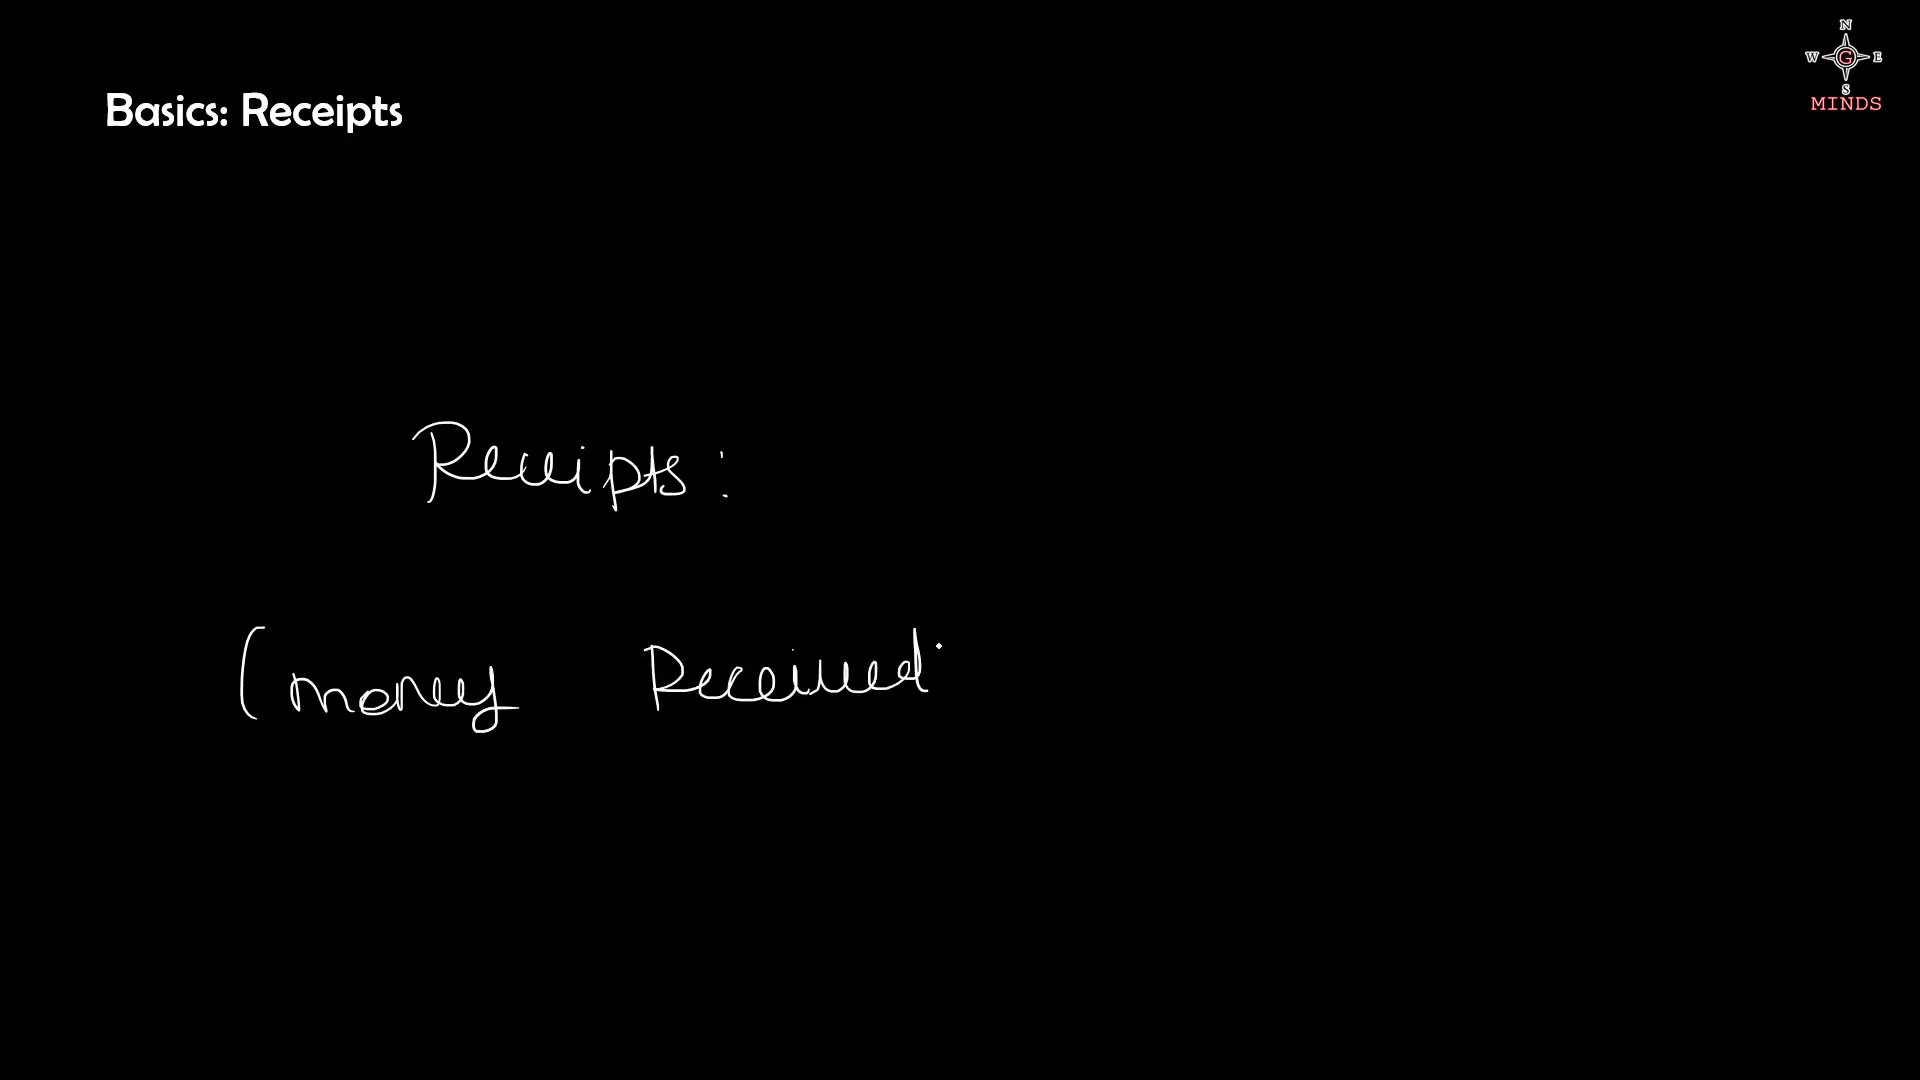 N
W G E
S
MINDS
Basics: Receipts
Receipts:
(money Received